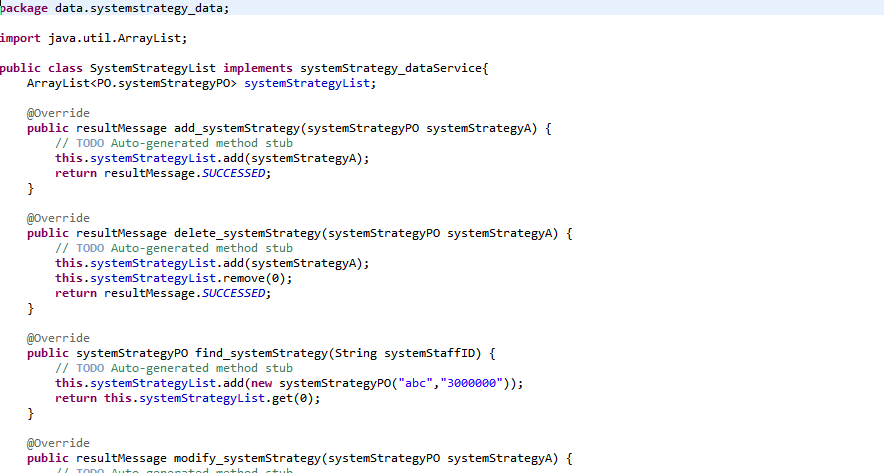 package data.systemstrategy_data;
import java.util.ArrayList;
public class SystemStrategyList implements systemStrategy_dataService{
ArrayList<PO.systemStrategyPO> systemStrategyList;
@Override
public resultMessage add_systemStrategy(systemStrategyPO systemStrategyA) {
// TODO Auto-generated method stub
this.systemStrategyList.add(systemStrategyA);
return resultMessage.SUCCESSED;
}
@Override
public resultMessage delete_systemStrategy(systemStrategyPO systemStrategyA) {
// TODO Auto-generated method stub
this.systemStrategyList.add(systemStrategyA);
this.systemStrategyList.remove(0);
return resultMessage.SUCCESSED;
}
@Override
public systemStrategyPO find_systemStrategy(String systemStaffID) {
// TODO Auto-generated method stub
this.systemStrategyList.add(new systemStrategyPO("abc","3000000"));
return this.systemStrategyList.get(0);
}
@Override
public resultMessage modify_systemStrategy(systemStrategyPO systemStrategyA) {
// TODO Auto-generated method stub